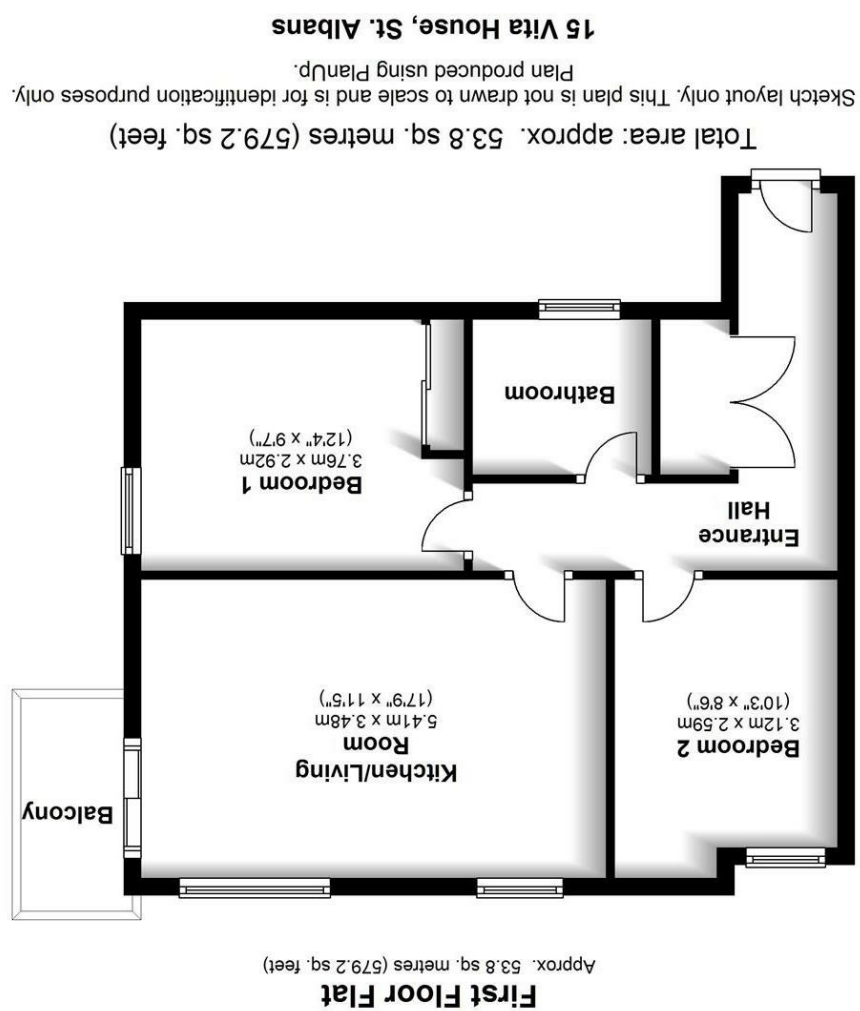 First Floor Flat
Approx. 53.8 sq. metres (579.2 sq. feet)
Balcony
Kitchen/Living
Room
5.41m x 3.48m
(17'9" x 11'5")
Bedroom 2
3.12m x 2.59m
(10'3" x 8'6")
Entrance
Hall
Bedroom 1
3.76m x 2.92m
(12'4" x 9'7")
Bathroom
Total area: approx. 53.8 sq. metres (579.2 sq. feet)
Sketch layout only. This plan is not drawn to scale and is for identification purposes only.
Plan produced using PlanUp.
15 Vita House, St. Albans